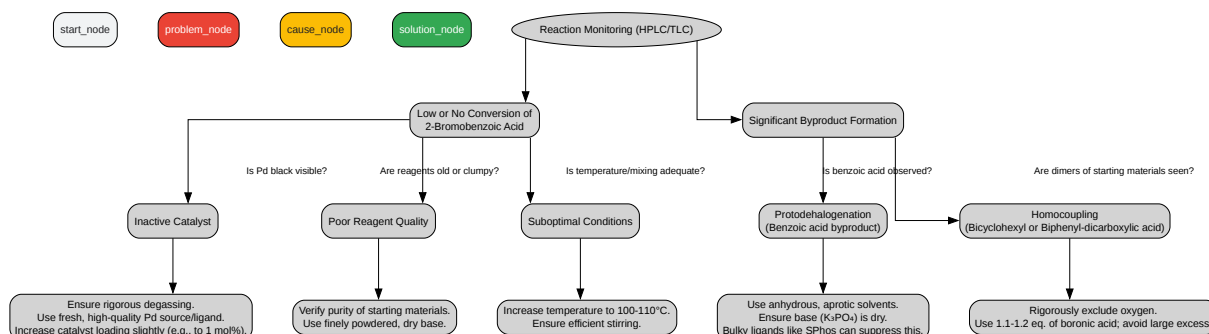 start_node
problem_node
cause_node
solution_node
Reaction Monitoring (HPLC/TLC)
Low or No Conversion of
2-Bromobenzoic Acid
Significant Byproduct Formation
Is Pd black visible?
Are reagents old or clumpy?
Is temperature/mixing adequate?
Is benzoic acid observed?
Are dimers of starting materials seen?
Inactive Catalyst
Poor Reagent Quality
Suboptimal Conditions
Protodehalogenation
(Benzoic acid byproduct)
Homocoupling
(Bicyclohexyl or Biphenyl-dicarboxylic acid)
Ensure rigorous degassing.
Use fresh, high-quality Pd source/ligand.
Increase catalyst loading slightly (e.g., to 1 mol%).
Verify purity of starting materials.
Use finely powdered, dry base.
Increase temperature to 100-110°C.
Ensure efficient stirring.
Use anhydrous, aprotic solvents.
Ensure base (K₃PO₄) is dry.
Bulky ligands like SPhos can suppress this.
Rigorously exclude oxygen.
Use 1.1-1.2 eq. of boronic acid; avoid large excess.